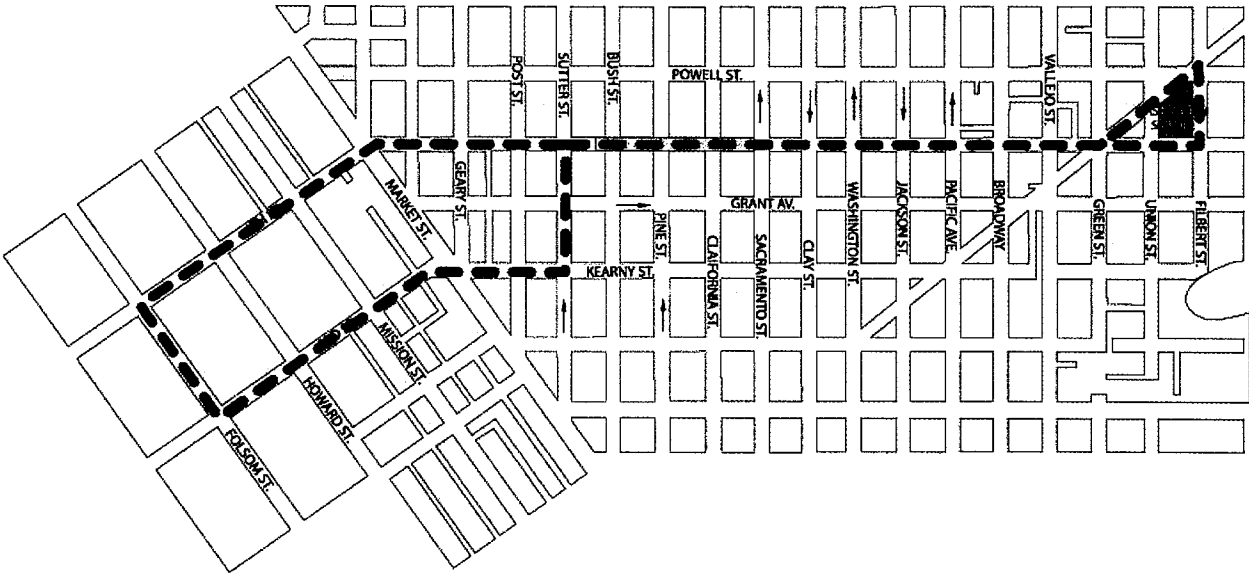 POST ST.
SUTTER ST.
BUSH ST.
POWELL ST.
VALLEJO ST.
GEARY ST.
MARKET ST.
GRANT AV.
PINE ST.
CLAIFORNIA ST.
SACRAMENTO ST.
CLAY ST.
WASHINGTON ST.
JACKSON ST.
PACIFIC AVE
BROADWAY
GREEN ST.
UNION ST.
FILBERT ST.
KEARNY ST.
MISSION ST.
HOWARD ST.
FOLSOM ST.